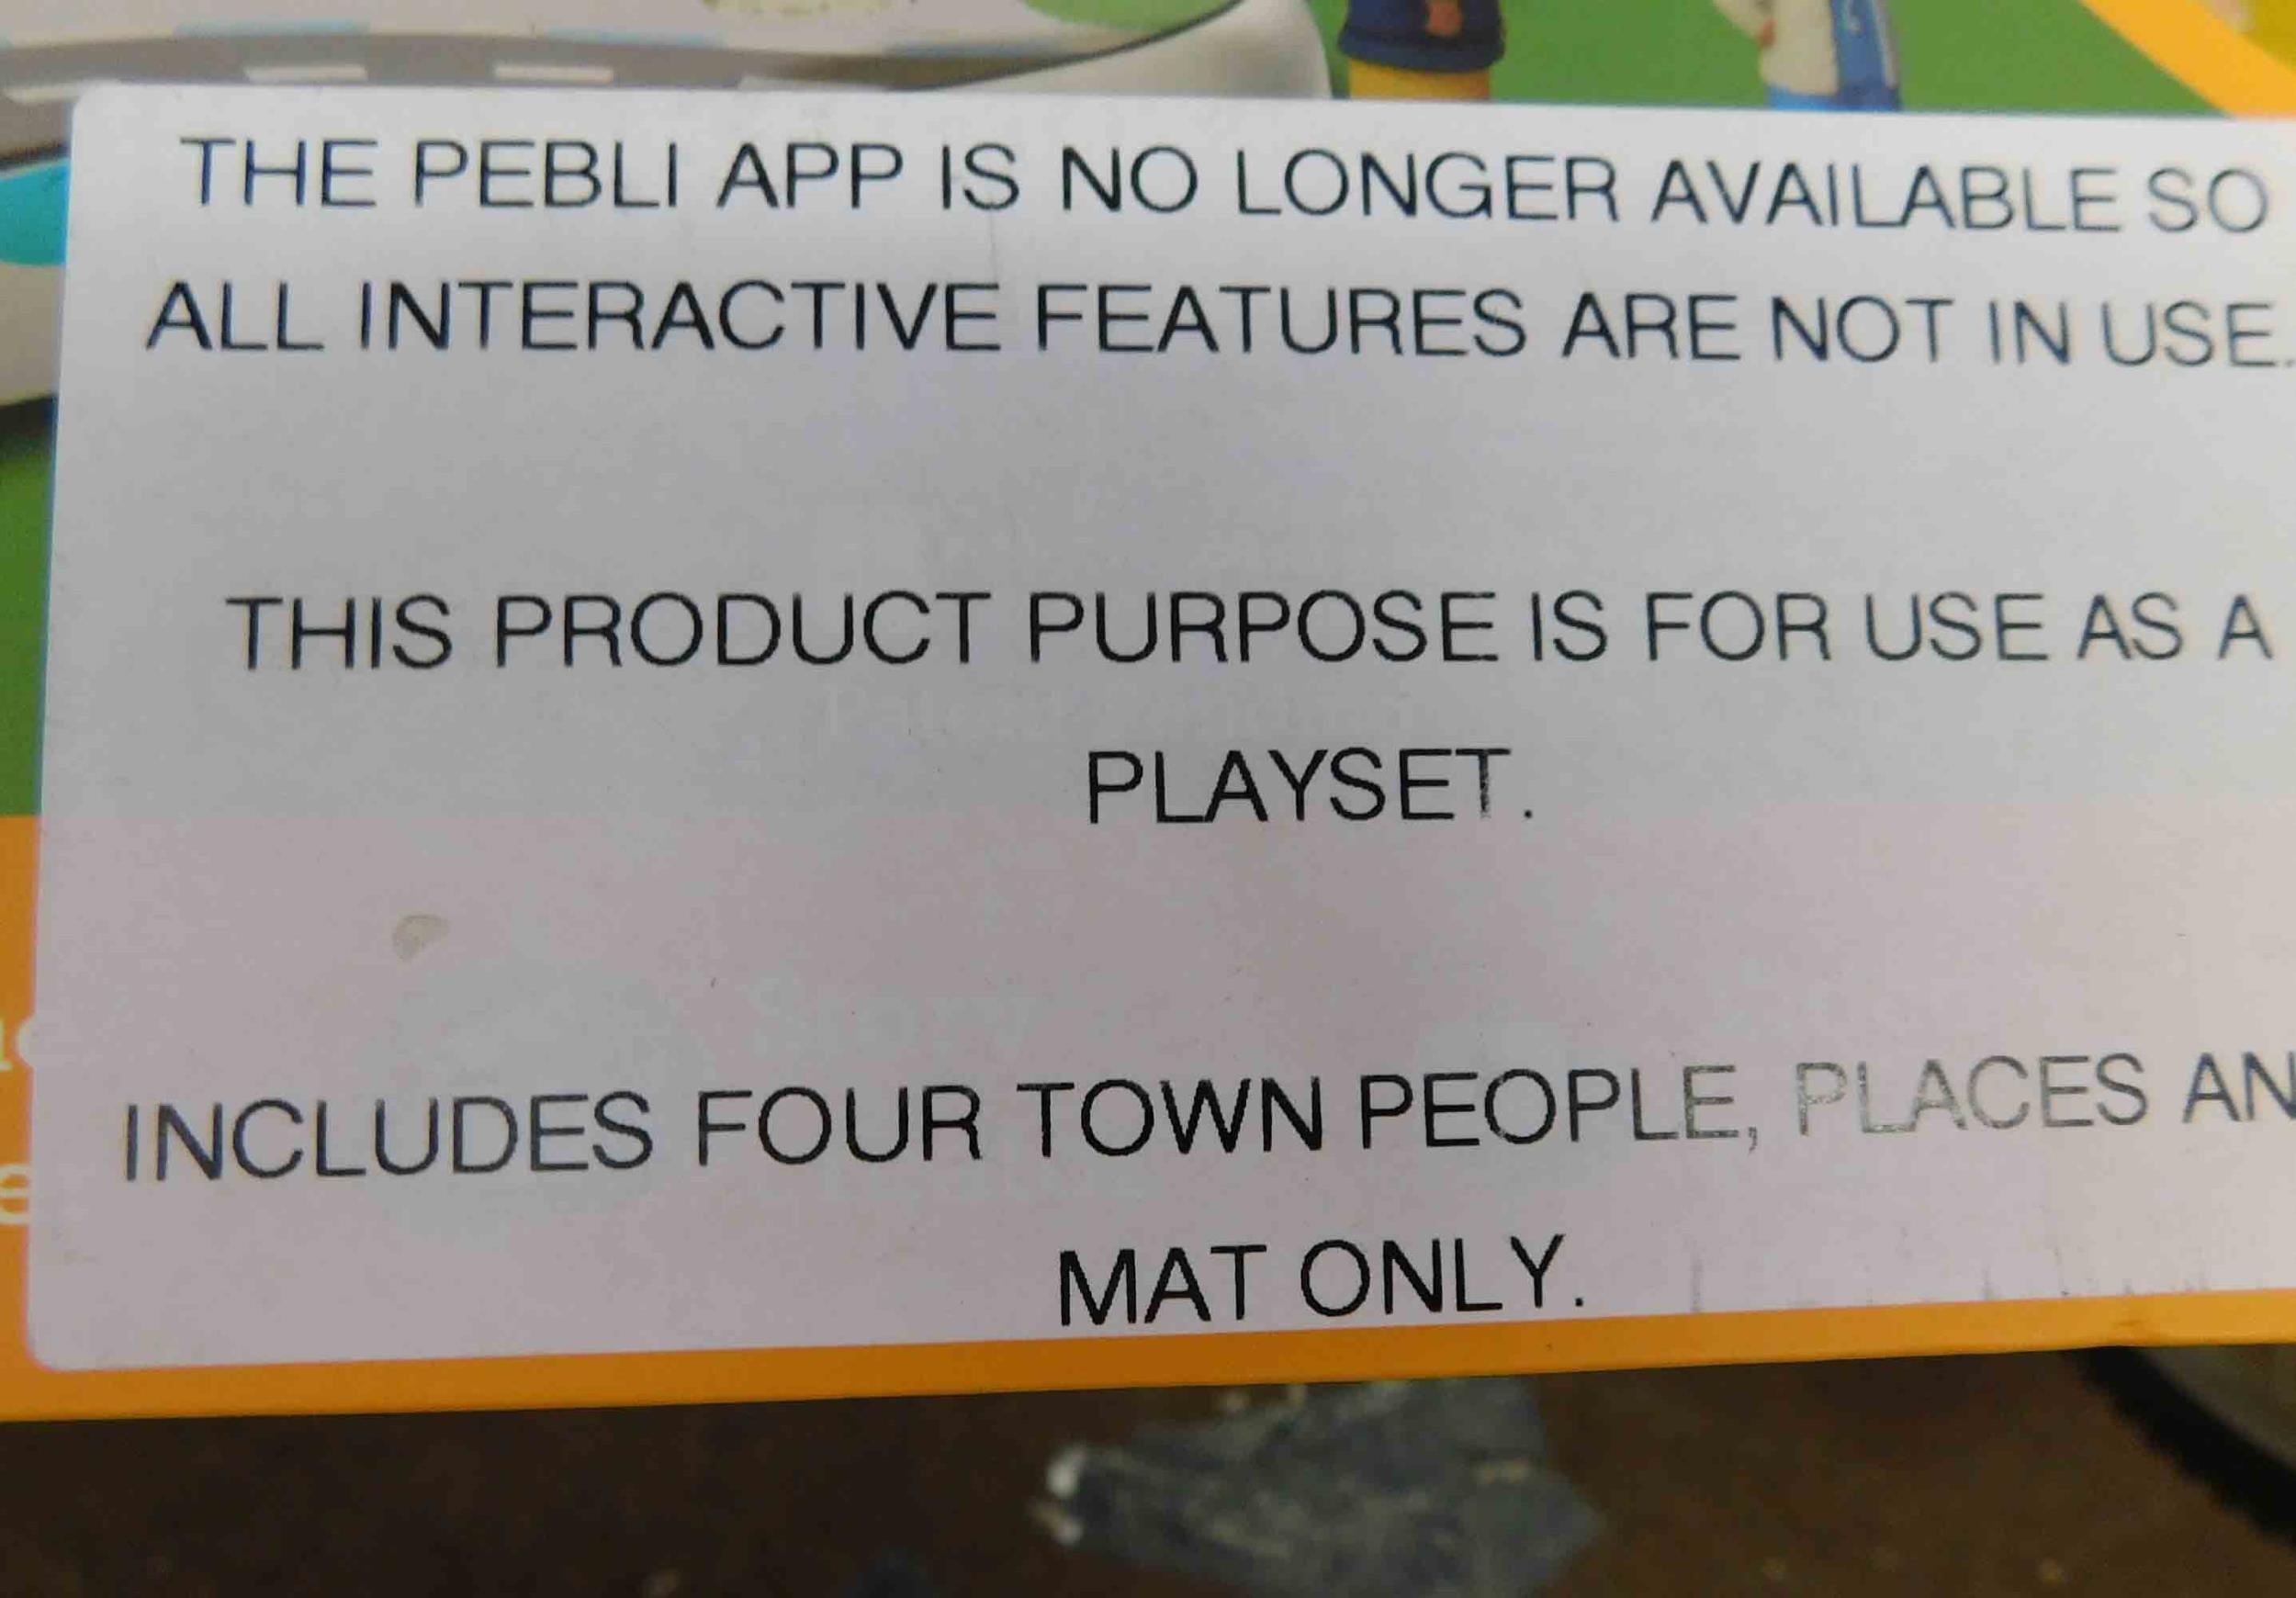 THE PEBLI APP IS NO LONGER AVAILABLE SO
ALL INTERACTIVE FEATURES ARE NOT IN USE.
THIS PRODUCT PURPOSE IS FOR USE AS A
PLAYSET.
INCLUDES FOUR TOWN PEOPLE, PLACES AN
MAT ONLY.